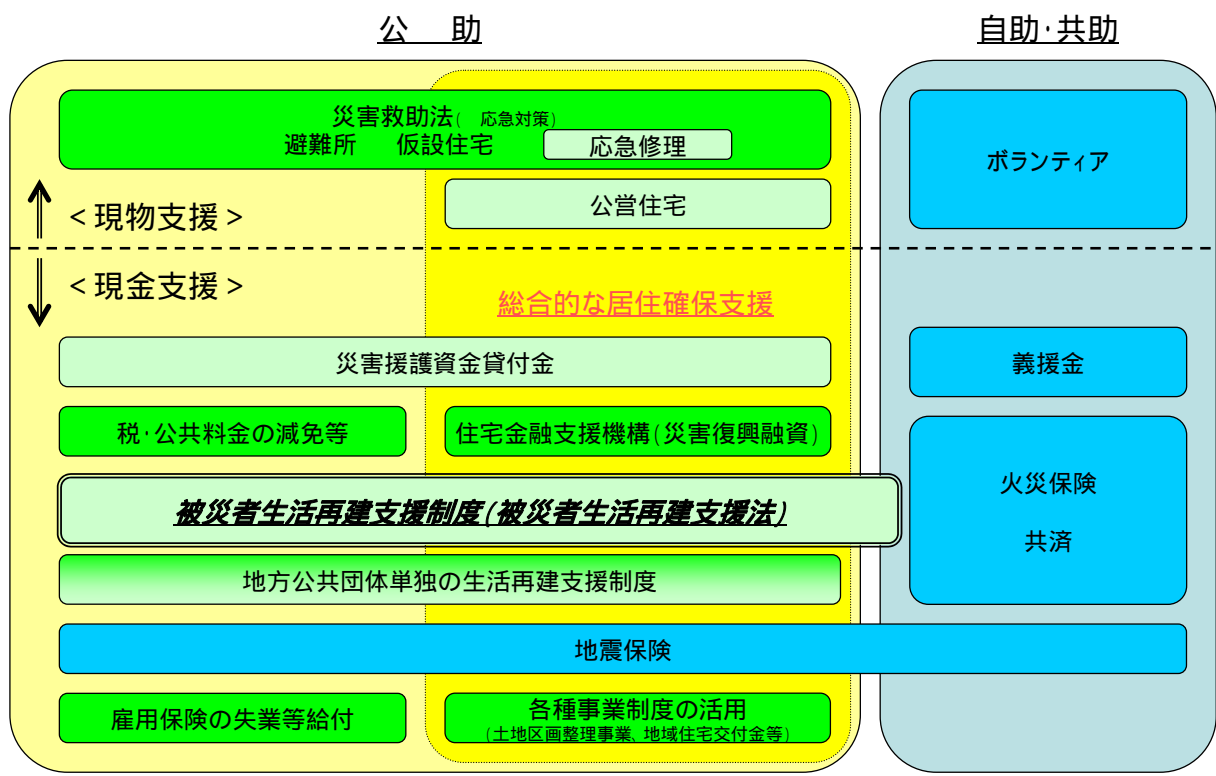 公　助
自助・共助
災害救助法(　応急対策)
避難所　仮設住宅　応急修理
ボランティア
公営住宅
<現物支援>
<現金支援>
総合的な居住確保支援
災害援護資金貸付金
義援金
税・公共料金の減免等
住宅金融支援機構(災害復興融資)
火災保険
共済
被災者生活再建支援制度(被災者生活再建支援法)
地方公共団体単独の生活再建支援制度
地震保険
雇用保険の失業等給付
各種事業制度の活用
(土地区画整理事業、地域住宅交付金等)